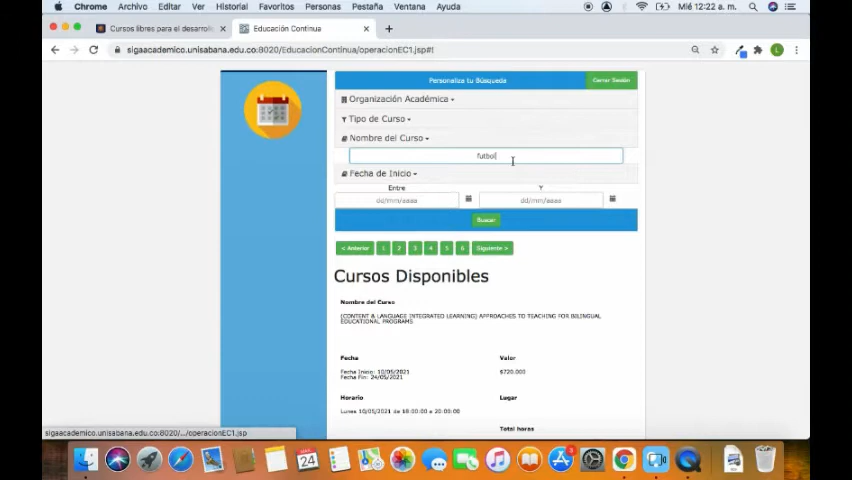 Chrome Archivo Editar Ver Historial Favoritos Personas Pestaña Ventana Ayuda Mié 12:22 a. m.
Cursos libres para el desarroll Educación Continua
sigaacademico.unisabana.edu.co:8020/EducacionContinua/operacionEC1.jsp#! L
Personaliza tu Búsqueda Cerrar Sesión
Organización Académica
Tipo de Curso
Nombre del Curso
futbol
Fecha de Inicio
Entre Y
dd/mm/aaaa dd/mm/aaaa
Buscar
< Anterior 1 2 3 4 5 6 Siguiente >
Cursos Disponibles
Nombre del Curso
(CONTENT & LANGUAGE INTEGRATED LEARNING) APPROACHES TO TEACHING FOR BILINGUAL
EDUCATIONAL PROGRAMS
Fecha Valor
Fecha Inicio: 10/05/2021 $720.000
Fecha Fin: 24/05/2021
Horario Lugar
Lunes 10/05/2021 de 18:00:00 a 20:00:00
Total horas
sigaacademico.unisabana.edu.co:8020/.../operacionEC1.jsp
24
3